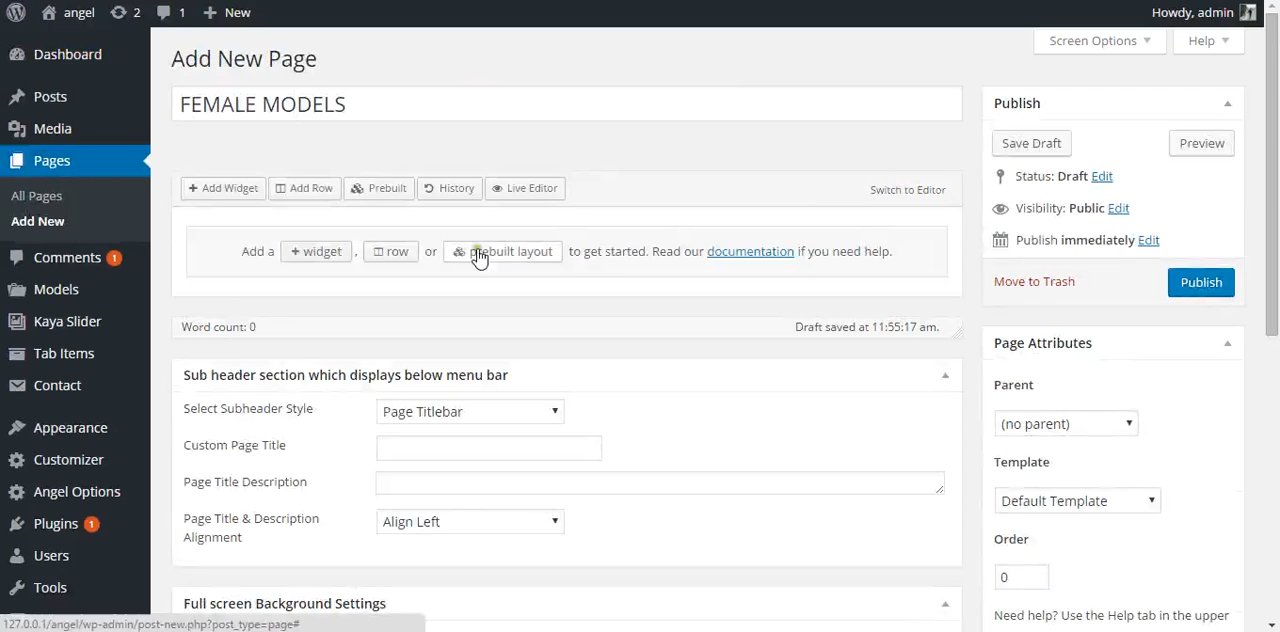 angel 2 1 New Howdy, admin
Screen Options Help
Dashboard
Posts
Media
Pages
All Pages
Add New
Comments 1
Models
Kaya Slider
Tab Items
Contact
Appearance
Customizer
Angel Options
Plugins 1
Users
Tools
Add New Page
FEMALE MODELS
Add Widget Add Row Prebuilt History Live Editor Switch to Editor
Add a widget , row or prebuilt layout to get started. Read our documentation if you need help.
Word count: 0 Draft saved at 11:55:17 am.
Sub header section which displays below menu bar
Select Subheader Style Page Titlebar
Custom Page Title
Page Title Description
Page Title & Description
Alignment
Align Left
Full screen Background Settings
Publish
Save Draft Preview
Status: Draft Edit
Visibility: Public Edit
Publish immediately Edit
Move to Trash Publish
Page Attributes
Parent
(no parent)
Template
Default Template
Order
0
Need help? Use the Help tab in the upper
127.0.0.1/angel/wp-admin/post-new.php?post_type=page#